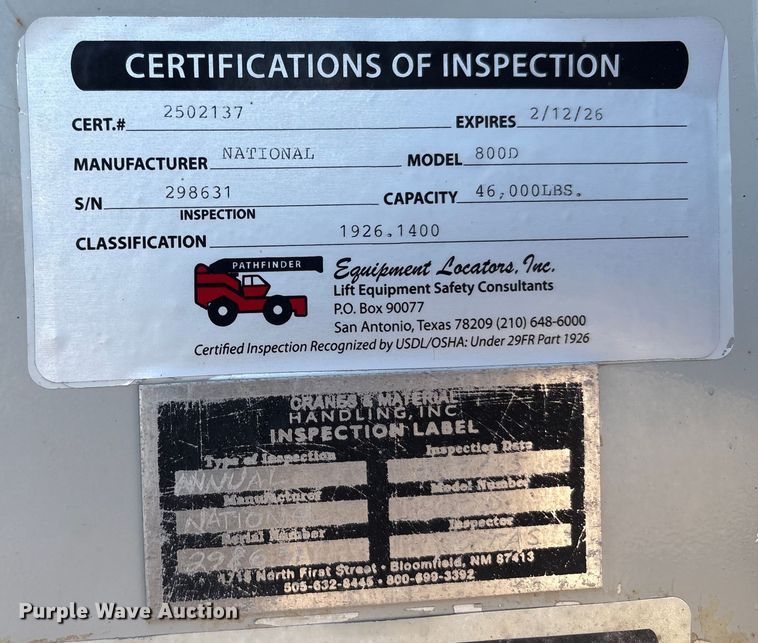 CERTIFICATIONS OF INSPECTION
CERT.# 2502137 EXPIRES 2/12/26
MANUFACTURER NATIONAL MODEL 800D
S/N 298631 CAPACITY 46,000LBS.
INSPECTION
CLASSIFICATION 1926.1400
PATHFINDER
Equipment Locators, Inc.
Lift Equipment Safety Consultants
P.O. Box 90077
San Antonio, Texas 78209 (210) 648-6000
Certified Inspection Recognized by USDL/OSHA: Under 29FR Part 1926
CRANES & MATERIAL
HANDLING, INC.
INSPECTION LABEL
Type of Inspection Inspection Date
ANNUAL
Manufacturer Model Number
NATIONAL
Serial Number Inspector
1714 North First Street • Bloomfield, NM 87413
505-632-8445 • 800-699-3392
Purple Wave Auction